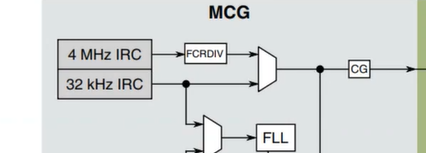 MCG
4 MHz IRC
FCRDIV
32 kHz IRC
CG
FLL